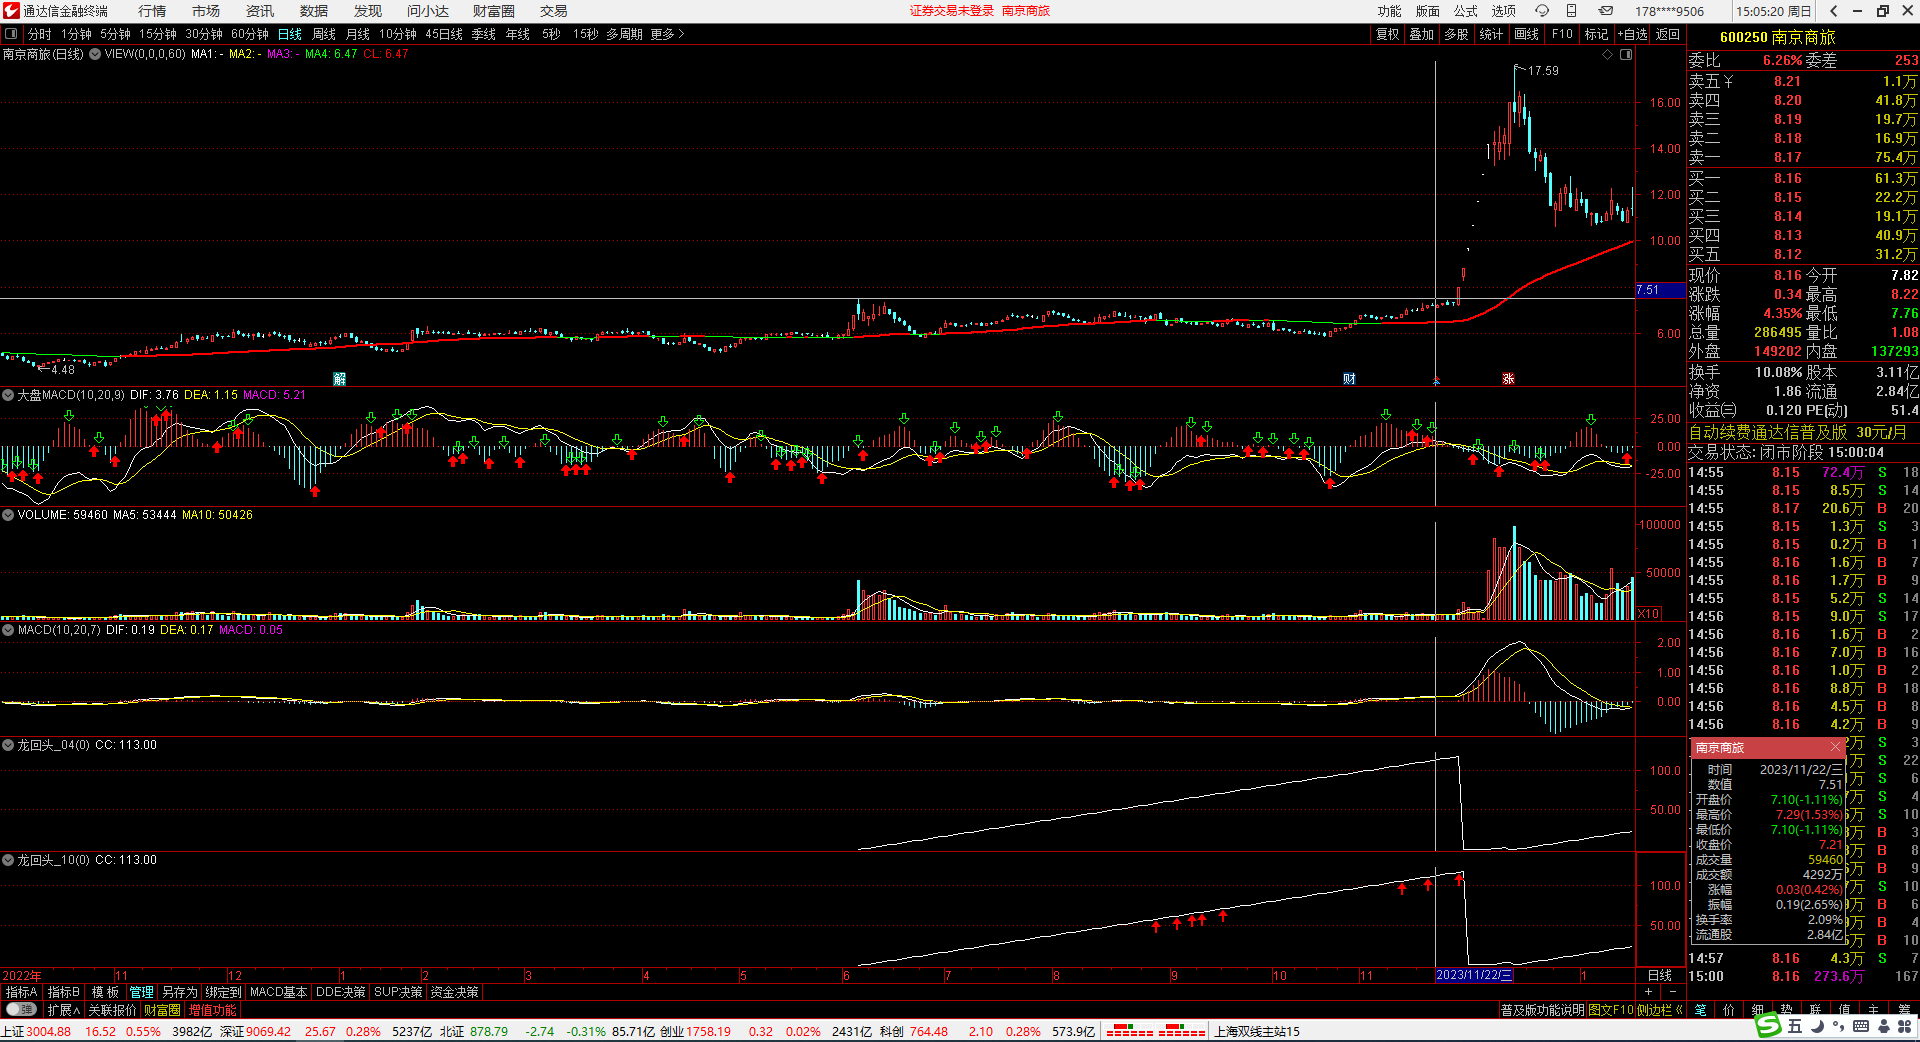 通达信金融终端 行情 市场 资讯 数据 发现 问小达 财富圈 交易 证券交易未登录 南京商旅 功能 版面 公式 选项 178****9506 15:05:20 周日
分时 1分钟 5分钟 15分钟 30分钟 60分钟 日线 周线 月线 10分钟 45日线 季线 年线 5秒 15秒 多周期 更多> 复权 叠加 多股 统计 画线 F10 标记 +自选 返回
南京商旅(日线) VIEW(0,0,0,60) MA1: - MA2: - MA3: - MA4: 6.47 CL: 6.47
17.59
16.00
14.00
12.00
10.00
7.51
6.00
4.48
解 财 涨
大盘MACD(10,20,9) DIF: 3.76 DEA: 1.15 MACD: 5.21
25.00
0.00
-25.00
VOLUME: 59460 MA5: 53444 MA10: 50426
100000
50000
X10
MACD(10,20,7) DIF: 0.19 DEA: 0.17 MACD: 0.05
2.00
1.00
0.00
龙回头_04(0) CC: 113.00
100.0
50.00
龙回头_10(0) CC: 113.00
100.0
50.00
2022年 11 12 1 2 3 4 5 6 7 8 9 10 11 2023/11/22/三 1 日线
指标A 指标B 模板 管理 另存为 绑定到 MACD基本 DDE决策 SUP决策 资金决策 + -
弹 扩展∧ 关联报价 财富圈 增值功能 普及版功能说明 图文F10 侧边栏《 笔 价 细 势 联 值 主 筹
上证3004.88 16.52 0.55% 3982亿 深证9069.42 25.67 0.28% 5237亿 北证 878.79 -2.74 -0.31% 85.71亿 创业1758.19 0.32 0.02% 2431亿 科创 764.48 2.10 0.28% 573.9亿 上海双线主站15
600250 南京商旅
委比 6.26% 委差 253
卖五 ¥ 8.21 1.1万
卖四 8.20 41.8万
卖三 8.19 19.7万
卖二 8.18 16.9万
卖一 8.17 75.4万
买一 8.16 61.3万
买二 8.15 22.2万
买三 8.14 19.1万
买四 8.13 40.9万
买五 8.12 31.2万
现价 8.16 今开 7.82
涨跌 0.34 最高 8.22
涨幅 4.35% 最低 7.76
总量 286495 量比 1.08
外盘 149202 内盘 137293
换手 10.08% 股本 3.11亿
净资 1.86 流通 2.84亿
收益㈢ 0.120 PE(动) 51.4
自动续费通达信普及版 30元/月
交易状态: 闭市阶段 15:00:04
14:55 8.15 72.4万 S 18
14:55 8.15 8.5万 S 14
14:55 8.17 20.6万 B 20
14:55 8.15 1.3万 S 3
14:55 8.15 0.2万 B 1
14:55 8.16 1.6万 B 7
14:55 8.16 1.7万 B 9
14:55 8.15 5.2万 S 14
14:56 8.15 9.0万 S 17
14:56 8.16 1.6万 B 2
14:56 8.16 7.0万 B 16
14:56 8.16 1.0万 B 2
14:56 8.16 8.8万 B 18
14:56 8.16 4.5万 B 8
14:56 8.16 4.2万 B 9
南京商旅
时间 2023/11/22/三
数值 7.51
开盘价 7.10(-1.11%)
最高价 7.29(1.53%)
最低价 7.10(-1.11%)
收盘价 7.21
成交量 59460
成交额 4292万
涨幅 0.03(0.42%)
振幅 0.19(2.65%)
换手率 2.09%
流通股 2.84亿
万 S 3
万 S 22
万 S 6
万 S 4
万 S 10
万 B 3
万 B 8
万 B 9
万 S 10
万 B 6
万 B 4
万 B 10
14:57 8.16 4.3万 S 7
15:00 8.16 273.6万 167
五